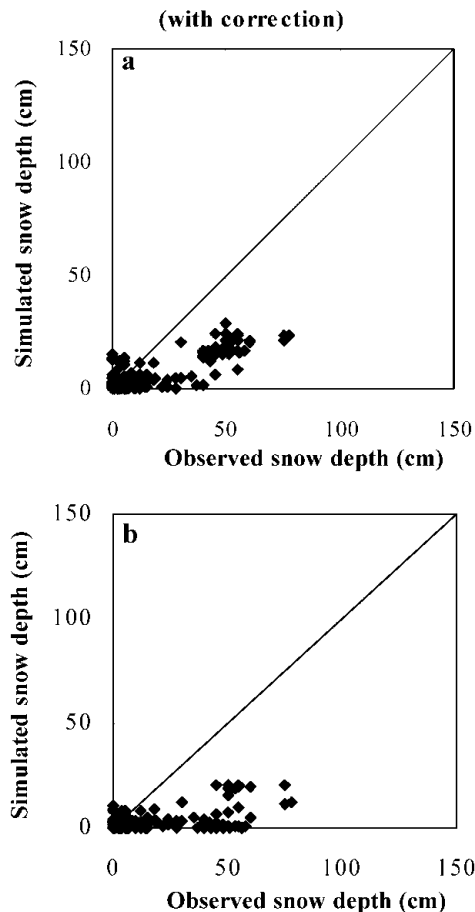 (with correction)
a
150
100
50
0
Simulated snow depth (cm)
0 50 100 150
Observed snow depth (cm)
b
150
100
50
0
Simulated snow depth (cm)
0 50 100 150
Observed snow depth (cm)